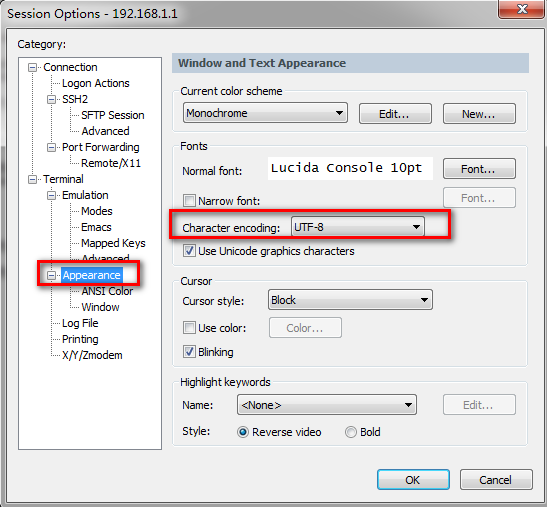 Session Options - 192.168.1.1
Category:
Connection
Logon Actions
SSH2
SFTP Session
Advanced
Port Forwarding
Remote/X11
Terminal
Emulation
Modes
Emacs
Mapped Keys
Advanced
Appearance
ANSI Color
Window
Log File
Printing
X/Y/Zmodem
Window and Text Appearance
Current color scheme
Monochrome
Edit...
New...
Fonts
Normal font:
Lucida Console 10pt
Font...
Narrow font:
Font...
Character encoding:
UTF-8
Use Unicode graphics characters
Cursor
Cursor style:
Block
Use color:
Color...
Blinking
Highlight keywords
Name:
<None>
Edit...
Style:
Reverse video
Bold
OK
Cancel